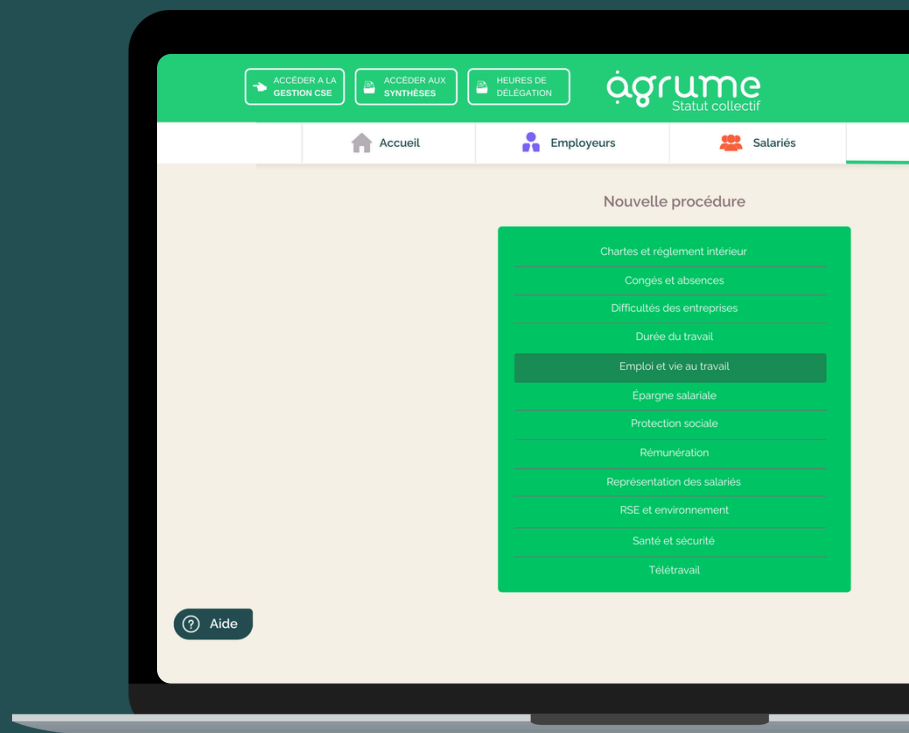 ACCÉDER A LA
GESTION CSE
ACCÉDER AUX
SYNTHÈSES
HEURES DE
DÉLÉGATION
agrume
Statut collectif
Accueil
Employeurs
Salariés
Nouvelle procédure
Chartes et réglement intérieur
Congés et absences
Difficultés des entreprises
Durée du travail
Emploi et vie au travail
Épargne salariale
Protection sociale
Rémunération
Représentation des salariés
RSE et environnement
Santé et sécurité
Télétravail
? Aide